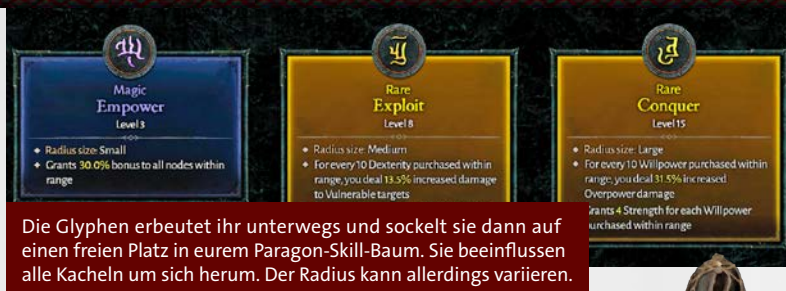 Magic
Empower
Level 3
Radius size: Small
Grants 30.0% bonus to all nodes within
range
Rare
Exploit
Level 8
Radius size: Medium
For every 10 Dexterity purchased within
range, you deal 13.5% increased damage
to Vulnerable targets
Rare
Conquer
Level 15
Radius size: Large
For every 10 Willpower purchased within
range, you deal 31.5% increased
Overpower damage
Grants 4 Strength for each Willpower
purchased within range
Die Glyphen erbeutet ihr unterwegs und sockelt sie dann auf
einen freien Platz in eurem Paragon-Skill-Baum. Sie beeinflussen
alle Kacheln um sich herum. Der Radius kann allerdings variieren.